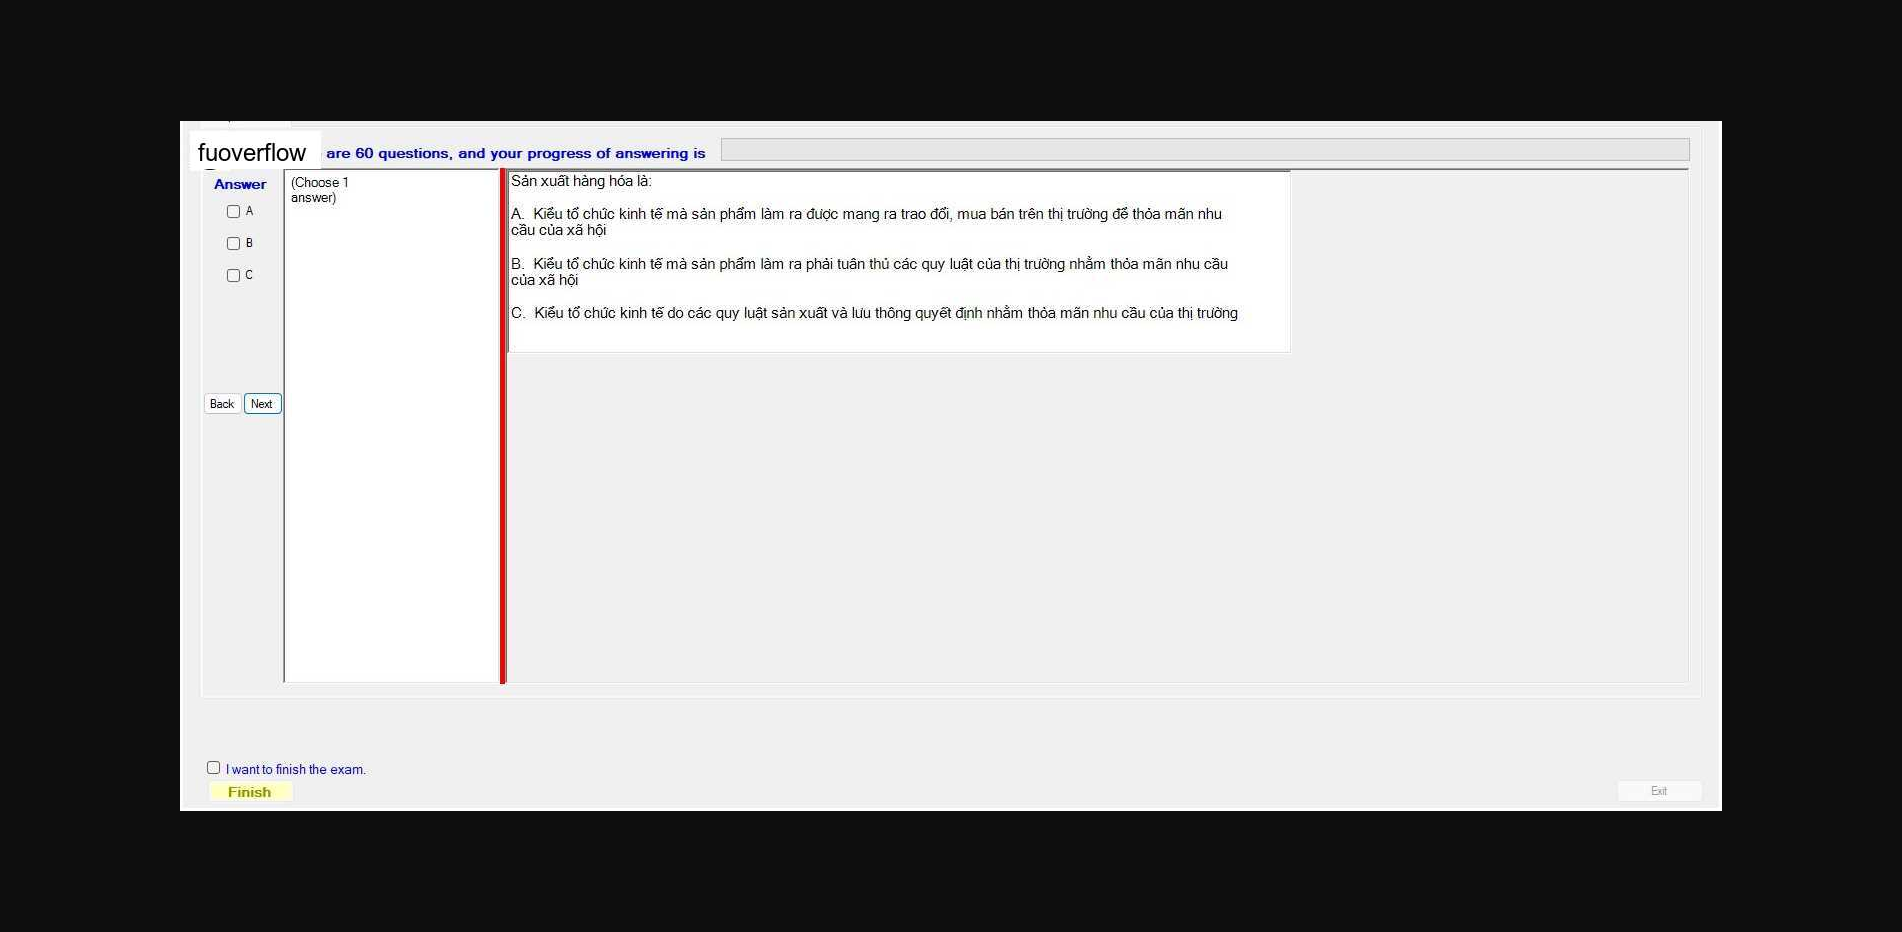 fuoverflow are 60 questions, and your progress of answering is
Answer
A
B
C
Back Next
(Choose 1
answer)
Sản xuất hàng hóa là:
A. Kiểu tổ chức kinh tế mà sản phẩm làm ra được mang ra trao đổi, mua bán trên thị trường để thỏa mãn nhu
cầu của xã hội
B. Kiểu tổ chức kinh tế mà sản phẩm làm ra phải tuân thủ các quy luật của thị trường nhằm thỏa mãn nhu cầu
của xã hội
C. Kiểu tổ chức kinh tế do các quy luật sản xuất và lưu thông quyết định nhằm thỏa mãn nhu cầu của thị trường
I want to finish the exam.
Finish
Exit